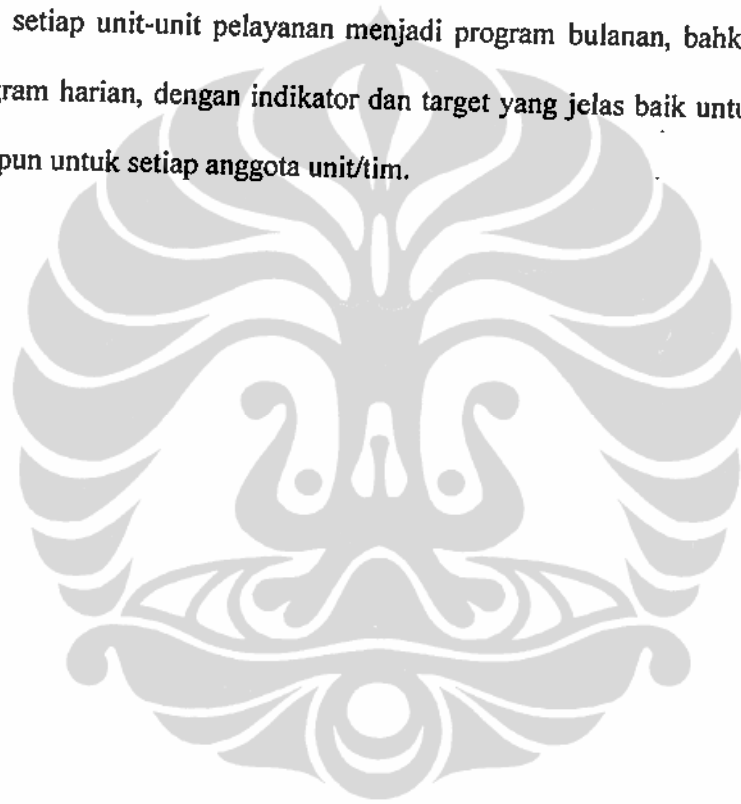 setiap unit-unit pelayanan menjadi program bulanan, bahk
gram harian, dengan indikator dan target yang jelas baik untu
pun untuk setiap anggota unit/tim.